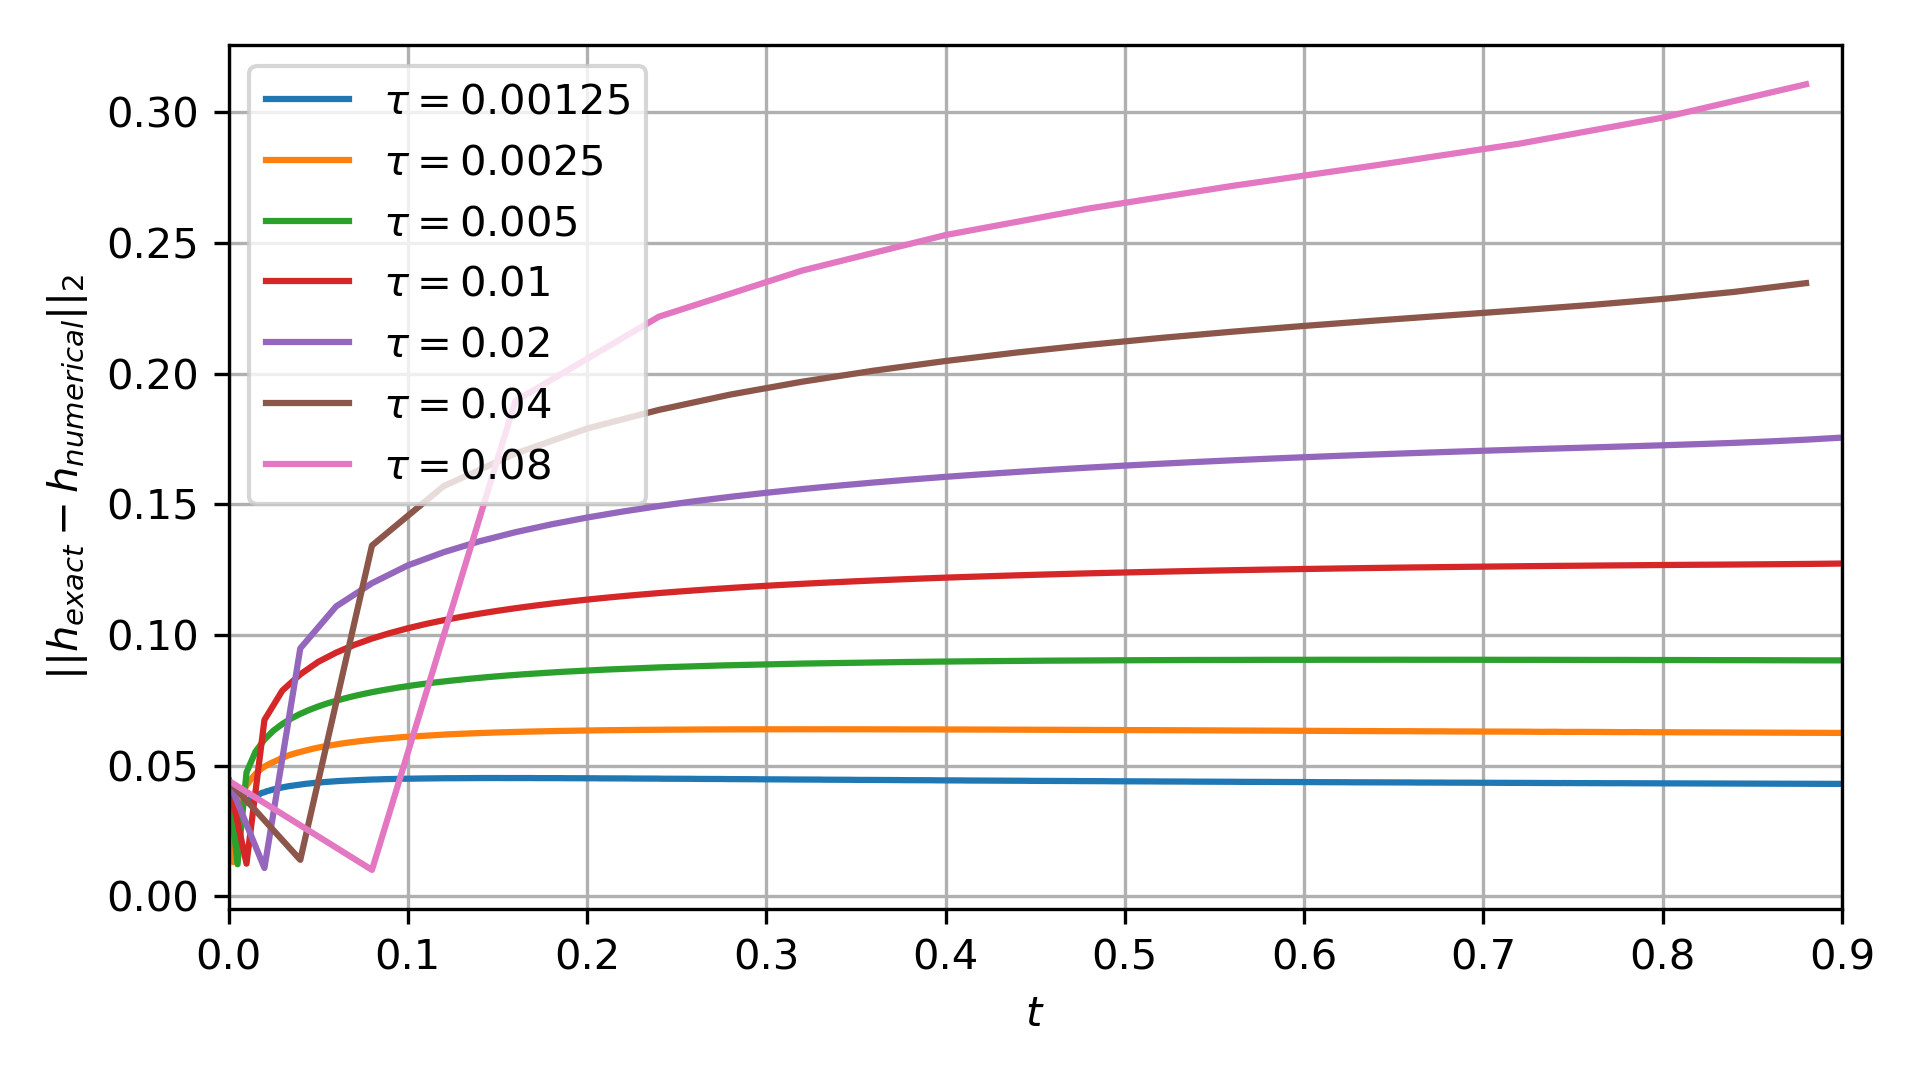 τ = 0.00125
τ = 0.0025
τ = 0.005
τ = 0.01
τ = 0.02
τ = 0.04
τ = 0.08
0.30
0.25
0.20
0.15
0.10
0.05
0.00
||h_exact − h_numerical||_2
0.0 0.1 0.2 0.3 0.4 0.5 0.6 0.7 0.8 0.9
t